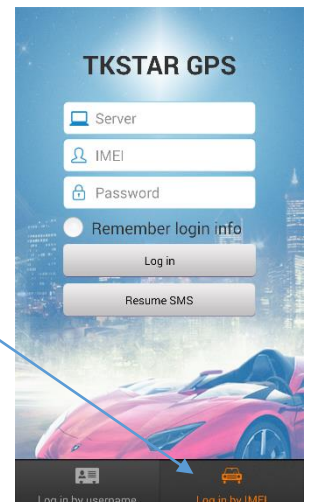 TKSTAR GPS
Server
IMEI
Password
Remember login info
Log in
Resume SMS
Log in by username
Log in by IMEI